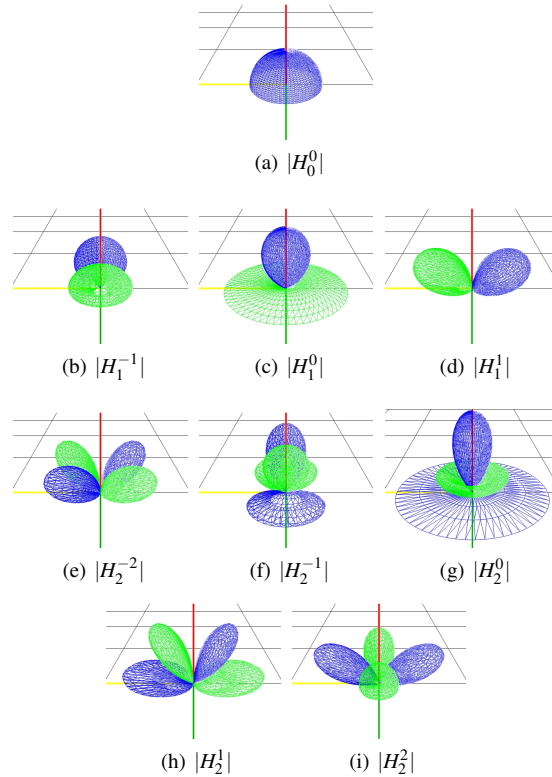 (a) |H_0^0|
(b) |H_1^{-1}| (c) |H_1^0| (d) |H_1^1|
(e) |H_2^{-2}| (f) |H_2^{-1}| (g) |H_2^0|
(h) |H_2^1| (i) |H_2^2|